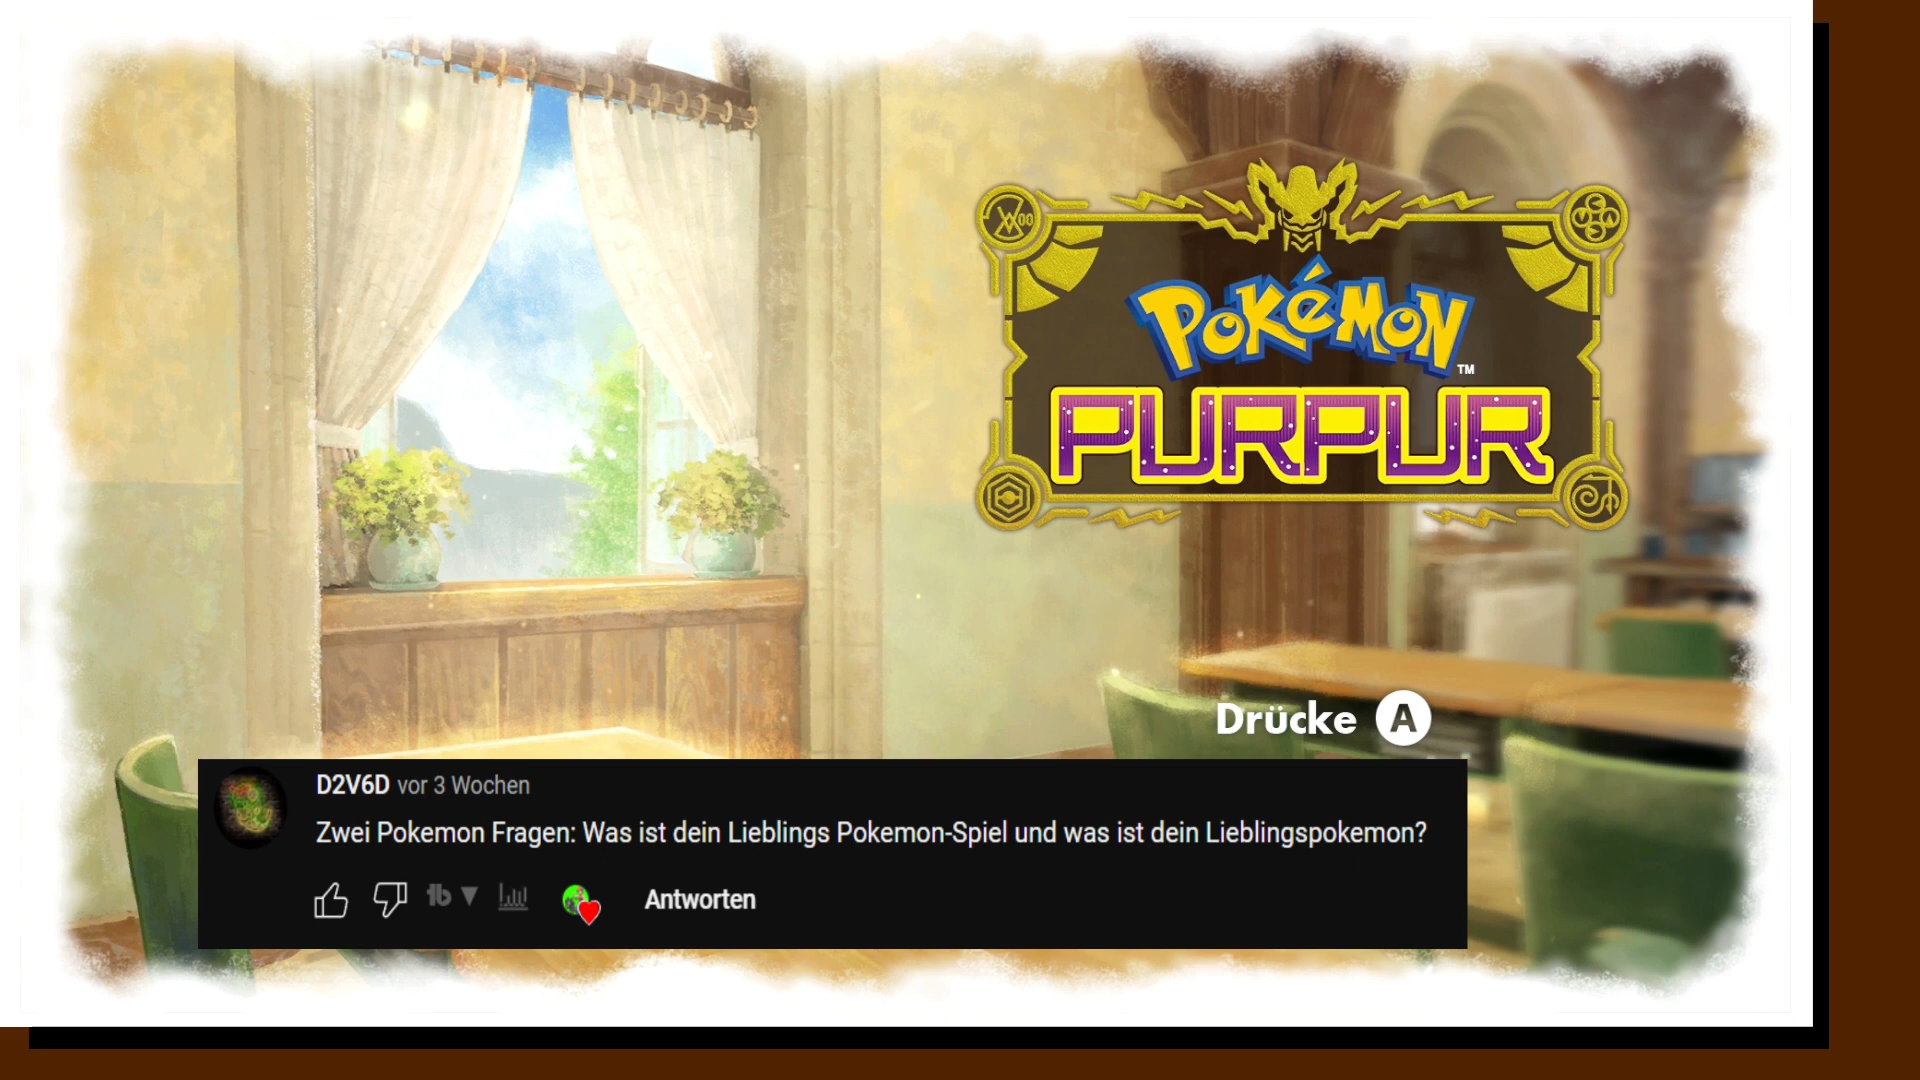 POKéMON
TM
PURPUR
Drücke A
D2V6D vor 3 Wochen
Zwei Pokemon Fragen: Was ist dein Lieblings Pokemon-Spiel und was ist dein Lieblingspokemon?
Antworten